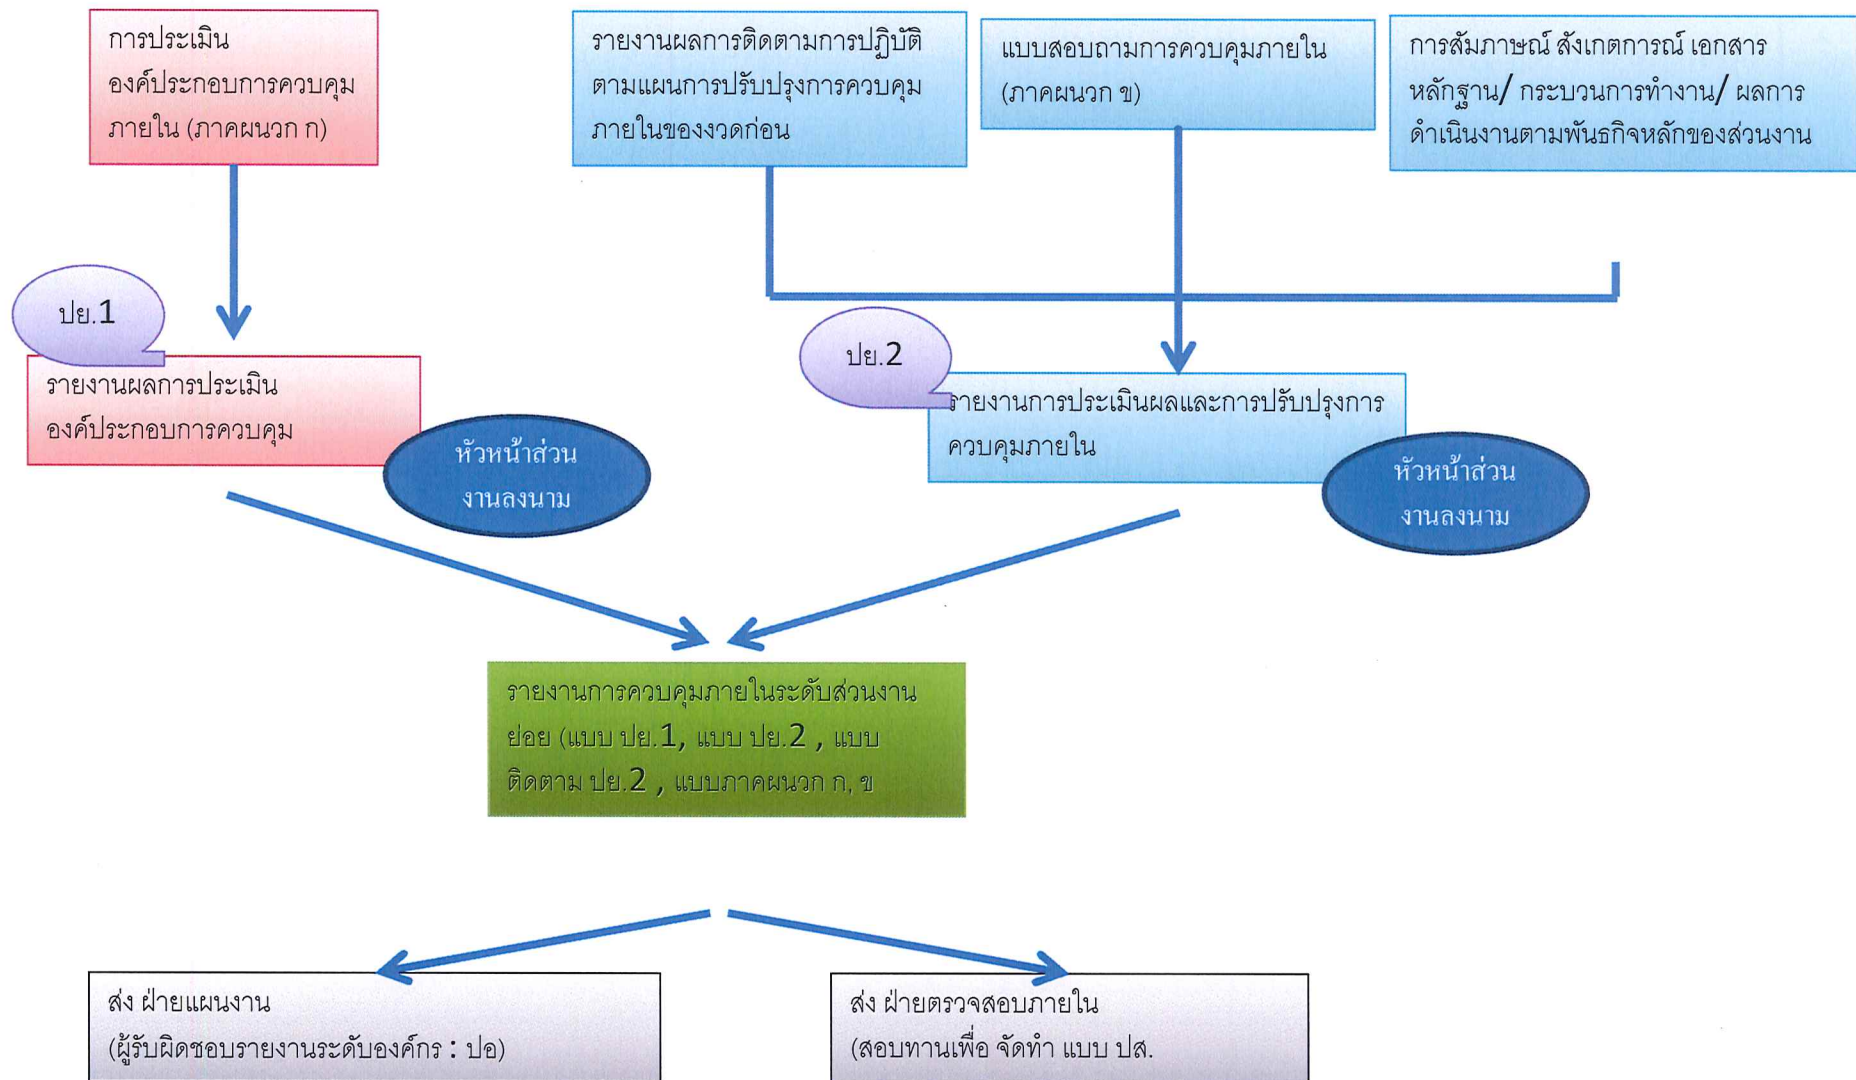 การประเมิน
องค์ประกอบการควบคุม
ภายใน (ภาคผนวก ก)
รายงานผลการติดตามการปฏิบัติ
ตามแผนการปรับปรุงการควบคุม
ภายในของงวดก่อน
แบบสอบถามการควบคุมภายใน
(ภาคผนวก ข)
การสัมภาษณ์ สังเกตการณ์ เอกสาร
หลักฐาน/ กระบวนการทำงาน/ ผลการ
ดำเนินงานตามพันธกิจหลักของส่วนงาน
ปย.1
รายงานผลการประเมิน
องค์ประกอบการควบคุม
หัวหน้าส่วน
งานลงนาม
ปย.2
รายงานการประเมินผลและการปรับปรุงการ
ควบคุมภายใน
หัวหน้าส่วน
งานลงนาม
รายงานการควบคุมภายในระดับส่วนงาน
ย่อย (แบบ ปย.1, แบบ ปย.2 , แบบ
ติดตาม ปย.2 , แบบภาคผนวก ก, ข
ส่ง ฝ่ายแผนงาน
(ผู้รับผิดชอบรายงานระดับองค์กร : ปอ)
ส่ง ฝ่ายตรวจสอบภายใน
(สอบทานเพื่อ จัดทำ แบบ ปส.